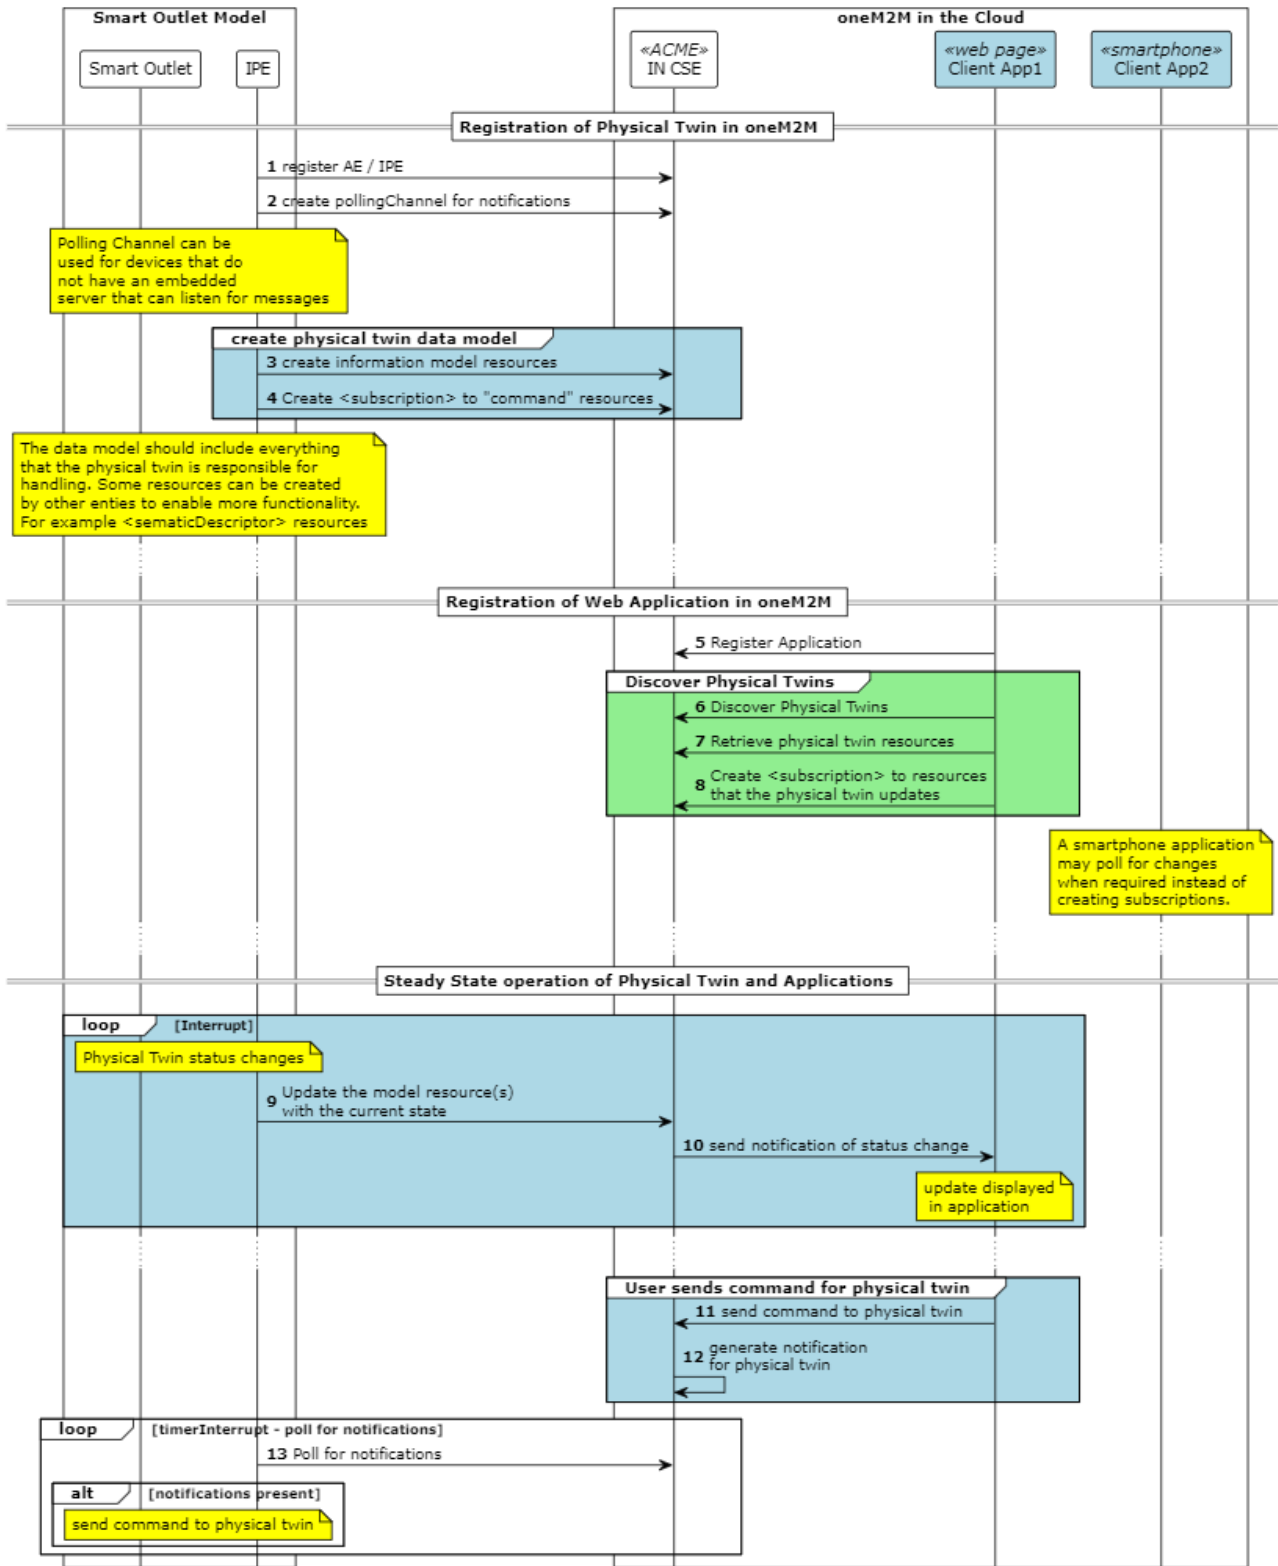 Smart Outlet Model
oneM2M in the Cloud
Smart Outlet
IPE
«ACME»
IN CSE
«web page»
Client App1
«smartphone»
Client App2
Registration of Physical Twin in oneM2M
1 register AE / IPE
2 create pollingChannel for notifications
Polling Channel can be
used for devices that do
not have an embedded
server that can listen for messages
create physical twin data model
3 create information model resources
4 Create <subscription> to "command" resources
The data model should include everything
that the physical twin is responsible for
handling. Some resources can be created
by other enties to enable more functionality.
For example <sematicDescriptor> resources
Registration of Web Application in oneM2M
5 Register Application
Discover Physical Twins
6 Discover Physical Twins
7 Retrieve physical twin resources
8 Create <subscription> to resources
that the physical twin updates
A smartphone application
may poll for changes
when required instead of
creating subscriptions.
Steady State operation of Physical Twin and Applications
loop [Interrupt]
Physical Twin status changes
9 Update the model resource(s)
with the current state
10 send notification of status change
update displayed
in application
User sends command for physical twin
11 send command to physical twin
12 generate notification
for physical twin
loop [timerInterrupt - poll for notifications]
13 Poll for notifications
alt [notifications present]
send command to physical twin